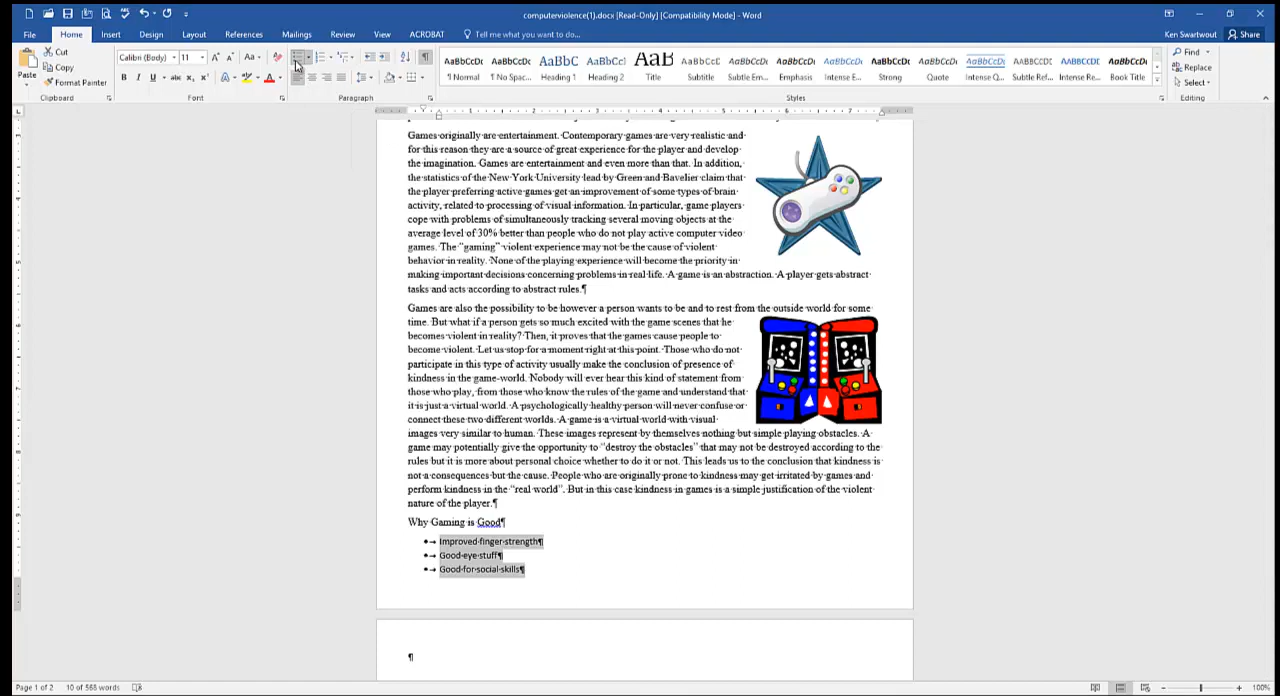 computerviolence(1).docx [Read-Only] [Compatibility Mode] - Word
File Home Insert Design Layout References Mailings Review View ACROBAT Tell me what you want to do... Ken Swartwout Share
Paste
Cut
Copy
Format Painter
Clipboard
Calibri (Body) 11
Font
Paragraph
AaBbCcDc AaBbCcDc AaBbC AaBbCc AaB AaBbCcC AaBbCcDc AaBbCcDc AaBbCcDc AaBbCcDc AaBbCcDc AaBbCcDc AABBCCDC AABBCCDC AaBbCcDc
¶ Normal ¶ No Spac... Heading 1 Heading 2 Title Subtitle Subtle Em... Emphasis Intense E... Strong Quote Intense Q... Subtle Ref... Intense Re... Book Title
Styles
Find
Replace
Select
Editing
Games originally are entertainment. Contemporary games are very realistic and
for this reason they are a source of great experience for the player and develop
the imagination. Games are entertainment and even more than that. In addition,
the statistics of the New-York University lead by Green and Bavelier claim that
the player preferring active games get an improvement of some types of brain
activity, related to processing of visual information. In particular, game players
cope with problems of simultaneously tracking several moving objects at the
average level of 30% better than people who do not play active computer video
games. The "gaming" violent experience may not be the cause of violent
behavior in reality. None of the playing experience will become the priority in
making important decisions concerning problems in real life. A game is an abstraction. A player gets abstract
tasks and acts according to abstract rules.¶
Games are also the possibility to be however a person wants to be and to rest from the outside world for some
time. But what if a person gets so much excited with the game scenes that he
becomes violent in reality? Then, it proves that the games cause people to
become violent. Let us stop for a moment right at this point. Those who do not
participate in this type of activity usually make the conclusion of presence of
kindness in the game-world. Nobody will ever hear this kind of statement from
those who play, from those who know the rules of the game and understand that
it is just a virtual world. A psychologically healthy person will never confuse or
connect these two different worlds. A game is a virtual world with visual
images very similar to human. These images represent by themselves nothing but simple playing obstacles. A
game may potentially give the opportunity to "destroy the obstacles" that may not be destroyed according to the
rules but it is more about personal choice whether to do it or not. This leads us to the conclusion that kindness is
not a consequences but the cause. People who are originally prone to kindness may get irritated by games and
perform kindness in the "real world". But in this case kindness in games is a simple justification of the violent
nature of the player.¶
Why Gaming is Good¶
• → Improved finger strength¶
• → Good eye stuff¶
• → Good for social skills¶
¶
Page 1 of 2 10 of 568 words 100%